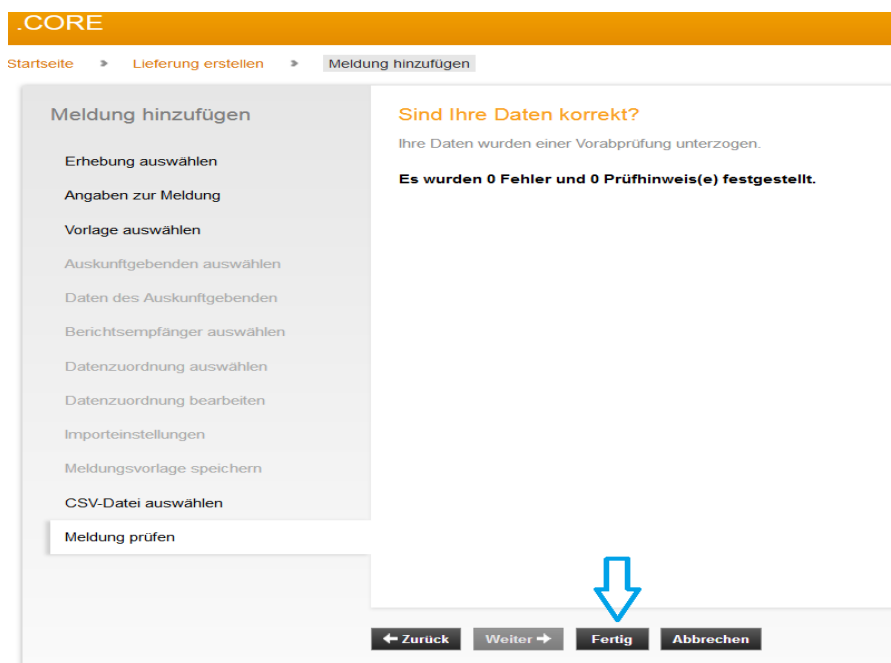 .CORE
Startseite » Lieferung erstellen » Meldung hinzufügen
Meldung hinzufügen
Erhebung auswählen
Angaben zur Meldung
Vorlage auswählen
Auskunftgebenden auswählen
Daten des Auskunftgebenden
Berichtsempfänger auswählen
Datenzuordnung auswählen
Datenzuordnung bearbeiten
Importeinstellungen
Meldungsvorlage speichern
CSV-Datei auswählen
Meldung prüfen
Sind Ihre Daten korrekt?
Ihre Daten wurden einer Vorabprüfung unterzogen.
Es wurden 0 Fehler und 0 Prüfhinweis(e) festgestellt.
← Zurück Weiter → Fertig Abbrechen